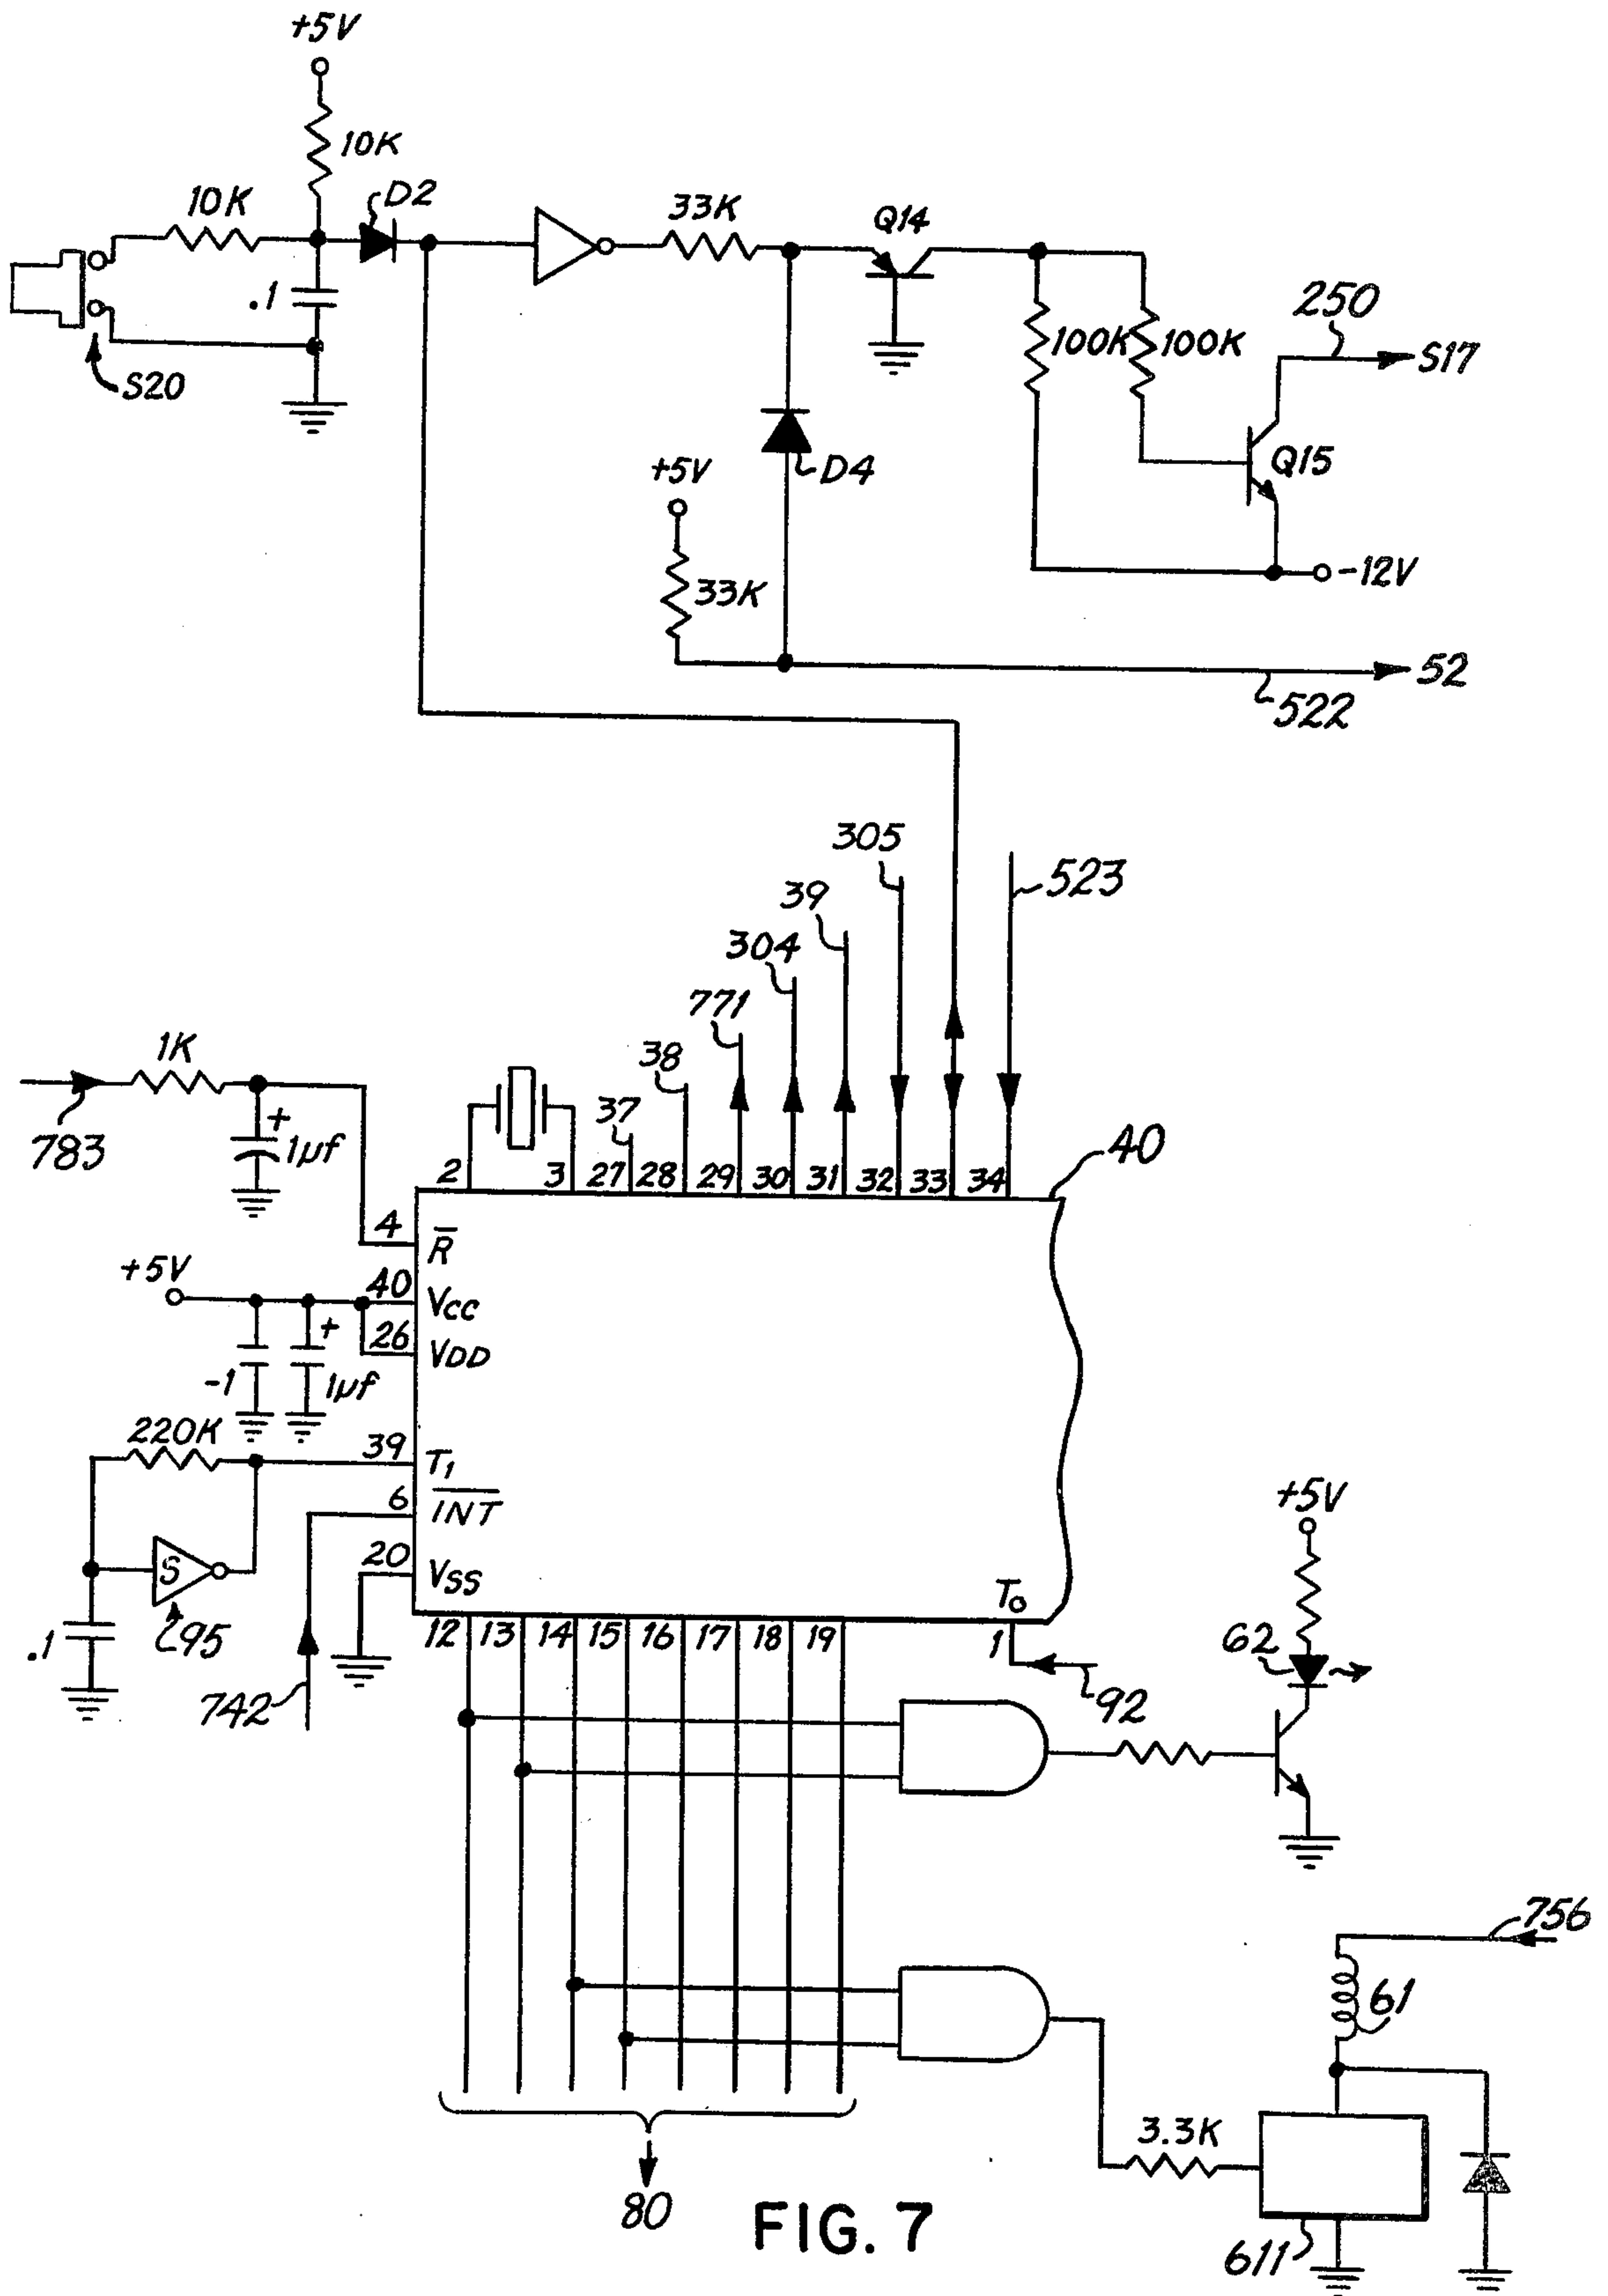 +5V
10K
10K
D2
33K
Q14
.1
S20
100K
100K
250
S17
Q15
D4
+5V
33K
-12V
52
522
305
523
39
304
771
38
37
1K
783
+
1µf
40
2
3
27
28
29
30
31
32
33
34
4
R
+5V
40
VCC
26
VDD
+
-1
1µf
220K
39
T1
6
INT
20
VSS
S
95
.1
742
12
13
14
15
16
17
18
19
TO
1
92
+5V
62
756
61
3.3K
611
80
FIG. 7